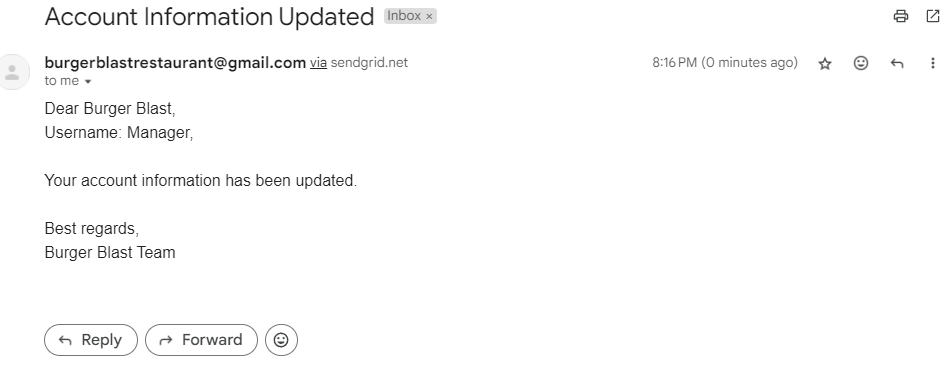 Account Information Updated Inbox ×
burgerblastrestaurant@gmail.com via sendgrid.net 8:16 PM (0 minutes ago)
to me
Dear Burger Blast,
Username: Manager,
Your account information has been updated.
Best regards,
Burger Blast Team
Reply Forward